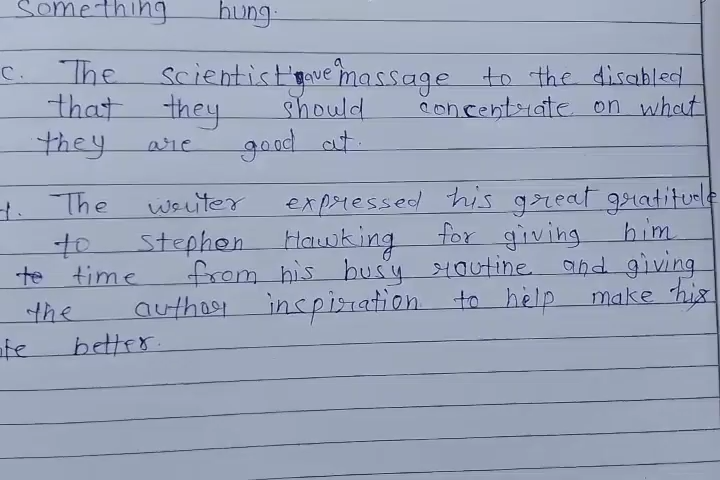 Something hung.
c. The scientist gave a massage to the disabled
that they should concentrate on what
they are good at.
The writer expressed his great gratitude
to Stephen Hawking for giving him
time from his busy routine and giving
the author inspiration to help make his
better.